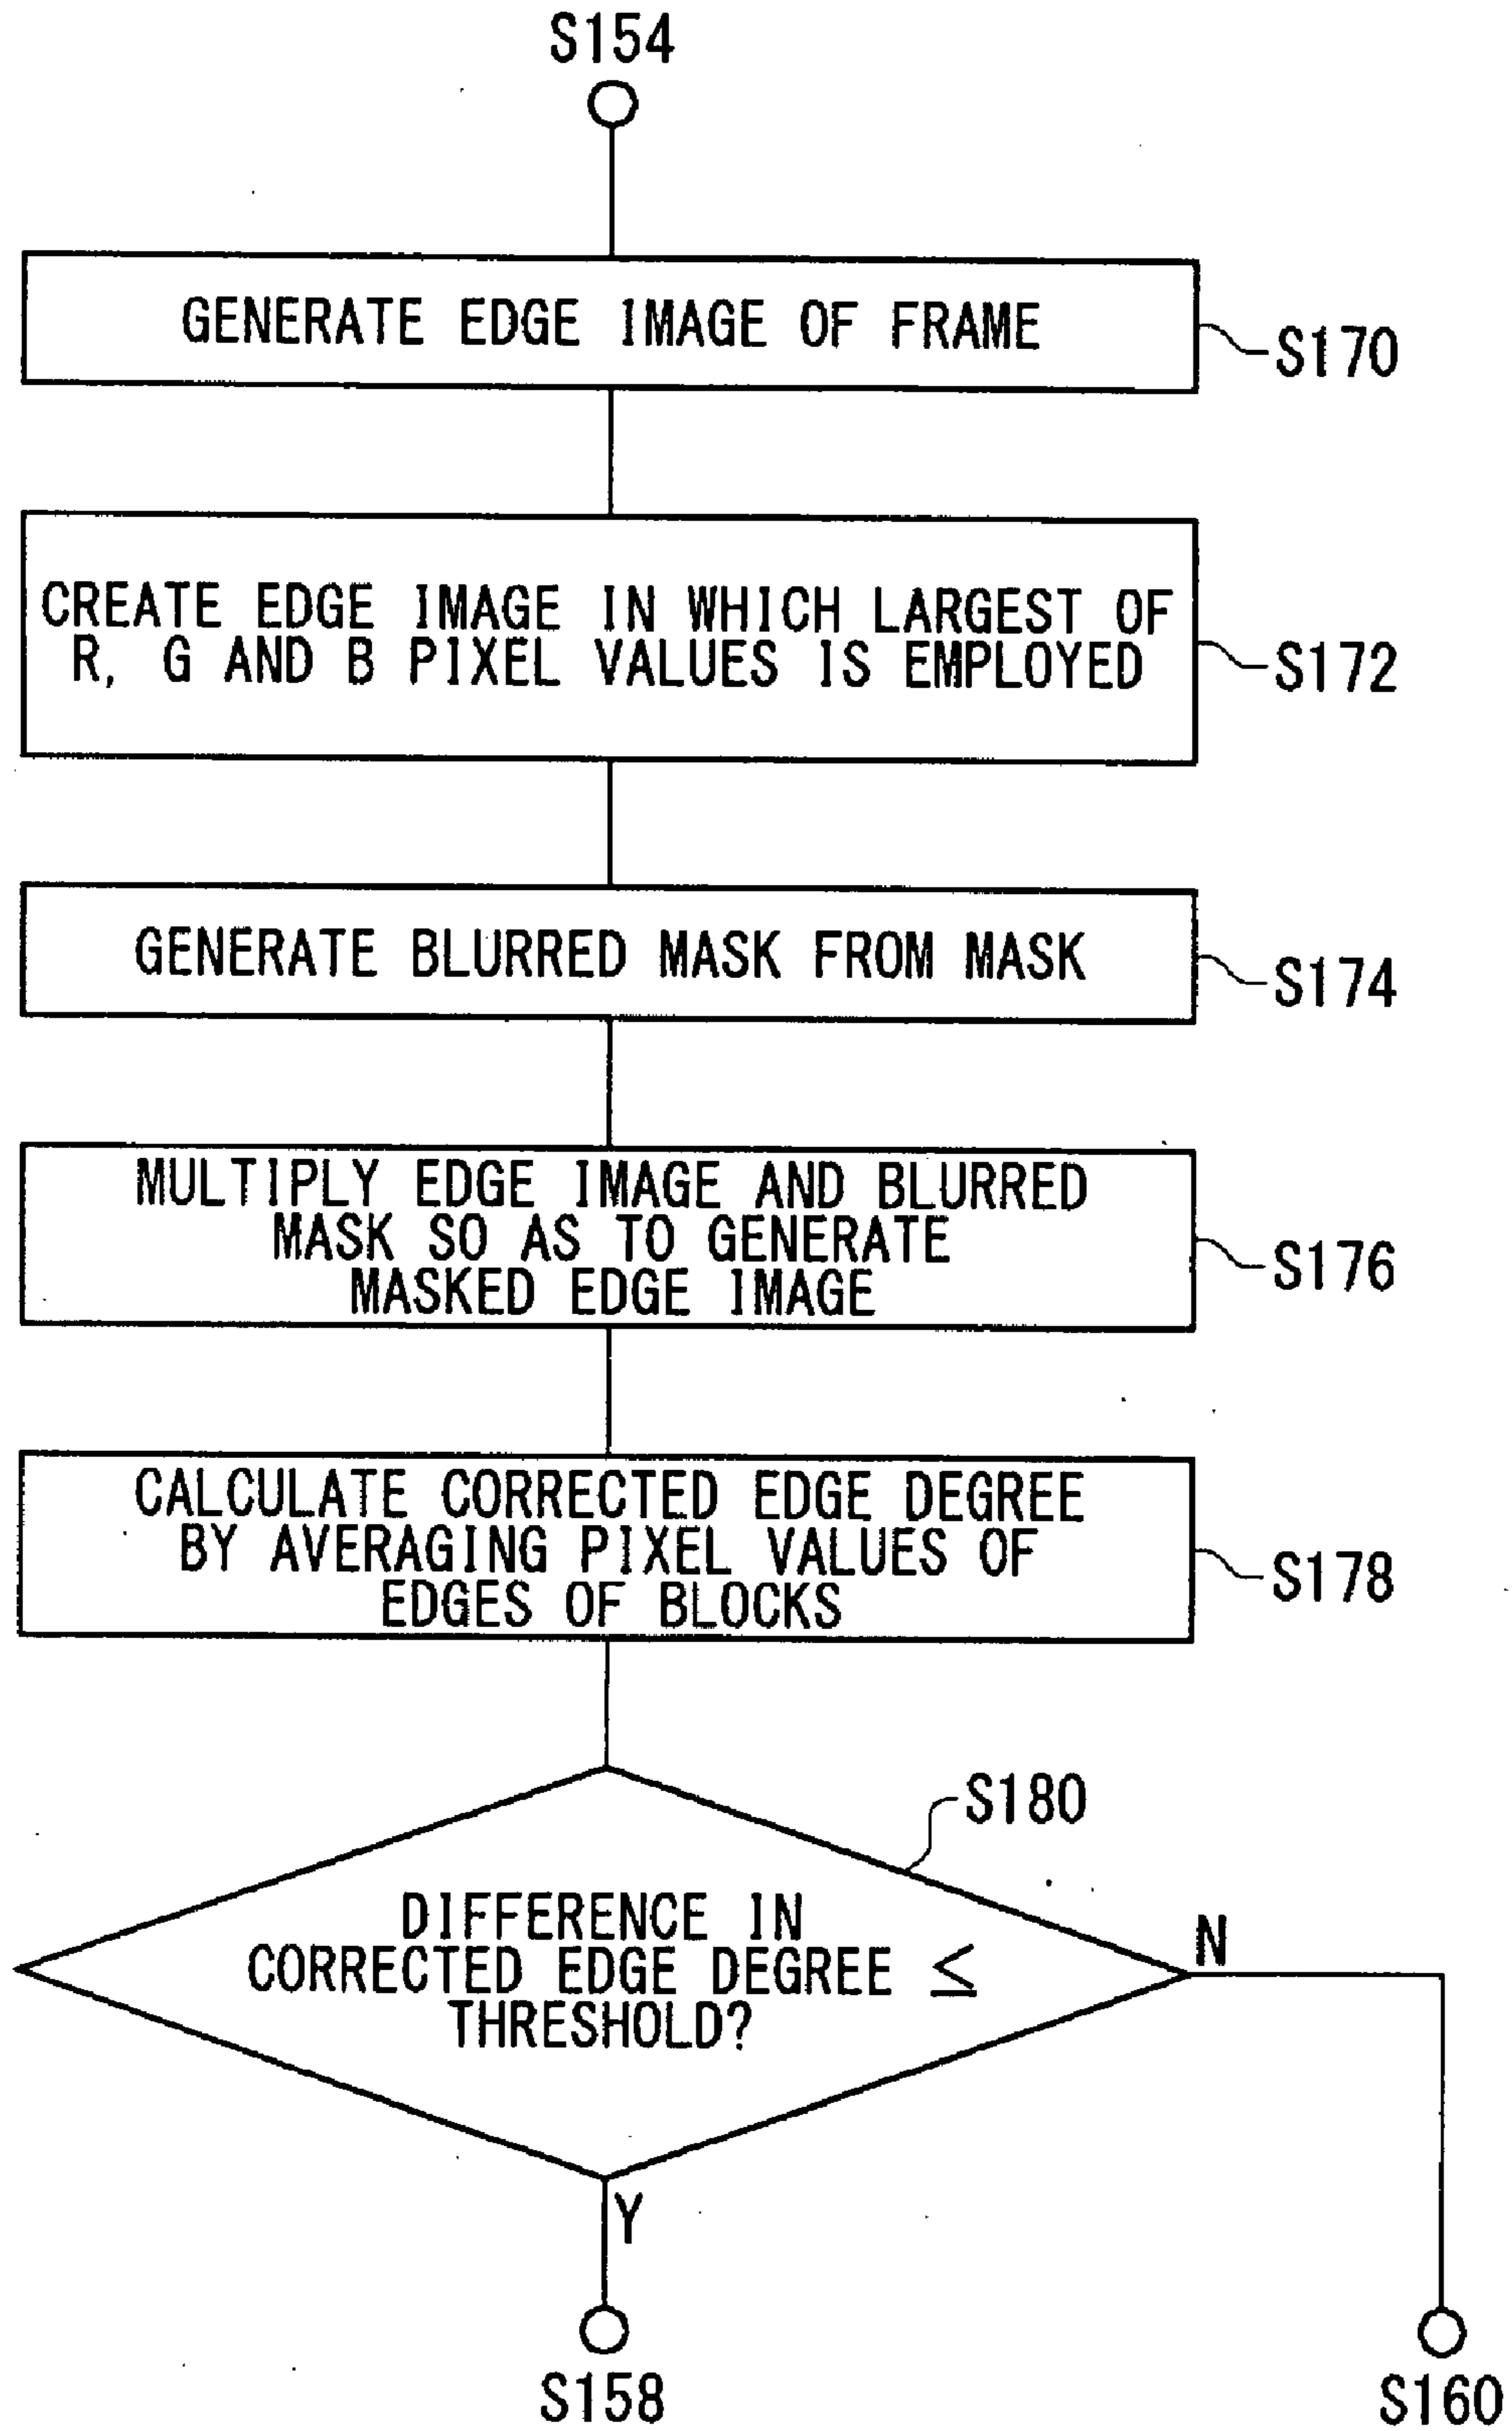 S154
GENERATE EDGE IMAGE OF FRAME
S170
CREATE EDGE IMAGE IN WHICH LARGEST OF
R, G AND B PIXEL VALUES IS EMPLOYED
S172
GENERATE BLURRED MASK FROM MASK
S174
MULTIPLY EDGE IMAGE AND BLURRED
MASK SO AS TO GENERATE
MASKED EDGE IMAGE
S176
CALCULATE CORRECTED EDGE DEGREE
BY AVERAGING PIXEL VALUES OF
EDGES OF BLOCKS
S178
S180
DIFFERENCE IN
CORRECTED EDGE DEGREE ≤
THRESHOLD?
N
Y
S158
S160